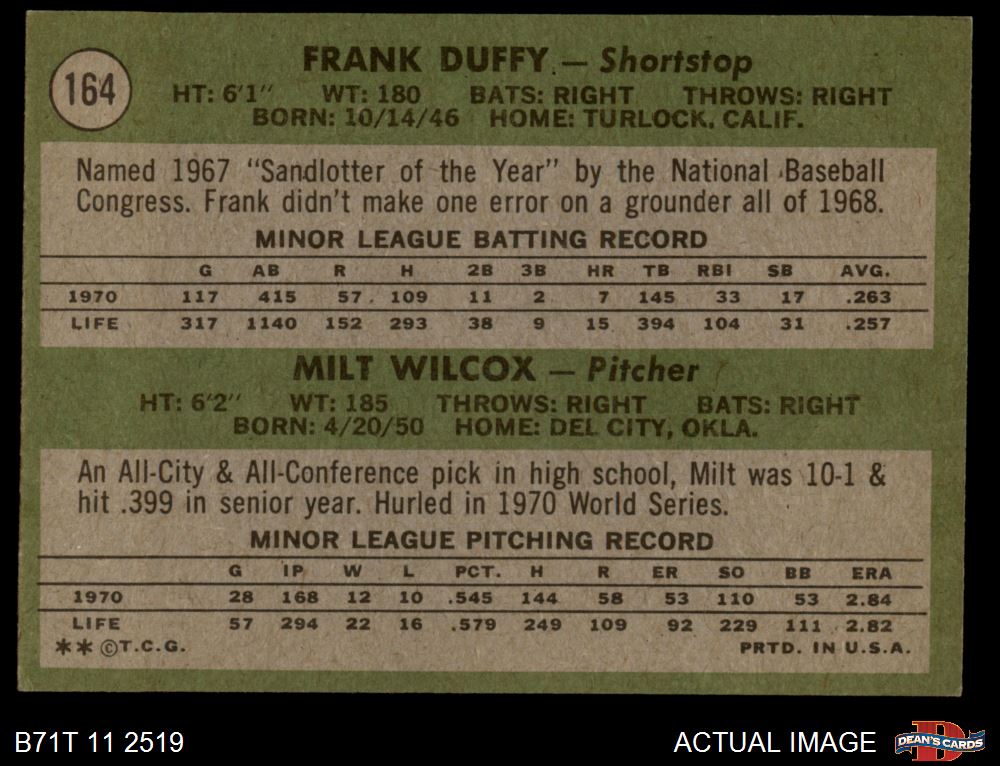 164
FRANK DUFFY — Shortstop
HT: 6'1" WT: 180 BATS: RIGHT THROWS: RIGHT
BORN: 10/14/46 HOME: TURLOCK, CALIF.
Named 1967 "Sandlotter of the Year" by the National Baseball
Congress. Frank didn't make one error on a grounder all of 1968.
MINOR LEAGUE BATTING RECORD
G AB R H 2B 3B HR TB RBI SB AVG.
1970 117 415 57 109 11 2 7 145 33 17 .263
LIFE 317 1140 152 293 38 9 15 394 104 31 .257
MILT WILCOX — Pitcher
HT: 6'2" WT: 185 THROWS: RIGHT BATS: RIGHT
BORN: 4/20/50 HOME: DEL CITY, OKLA.
An All-City & All-Conference pick in high school, Milt was 10-1 &
hit .399 in senior year. Hurled in 1970 World Series.
MINOR LEAGUE PITCHING RECORD
G IP W L PCT. H R ER SO BB ERA
1970 28 168 12 10 .545 144 58 53 110 53 2.84
LIFE 57 294 22 16 .579 249 109 92 229 111 2.82
** ©T.C.G. PRTD. IN U.S.A.
B71T 11 2519 ACTUAL IMAGE DEAN'S CARDS